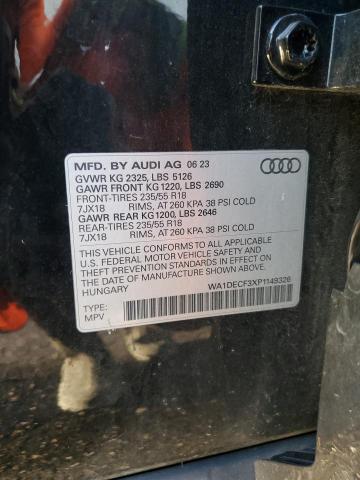 MFD. BY AUDI AG 06 23
GVWR KG 2325, LBS 5126
GAWR FRONT KG 1220, LBS 2690
FRONT-TIRES 235/55 R18
7JX18 RIMS, AT 260 KPA 38 PSI COLD
GAWR REAR KG1200, LBS 2646
REAR-TIRES 235/55 R18
7JX18 RIMS, AT 260 KPA 38 PSI COLD
THIS VEHICLE CONFORMS TO ALL APPLICABLE
U.S. FEDERAL MOTOR VEHICLE SAFETY AND
THEFT PREVENTION STANDARDS IN EFFECT
ON THE DATE OF MANUFACTURE SHOWN ABOVE
HUNGARY
WA1DECF3XP1149326
TYPE:
MPV